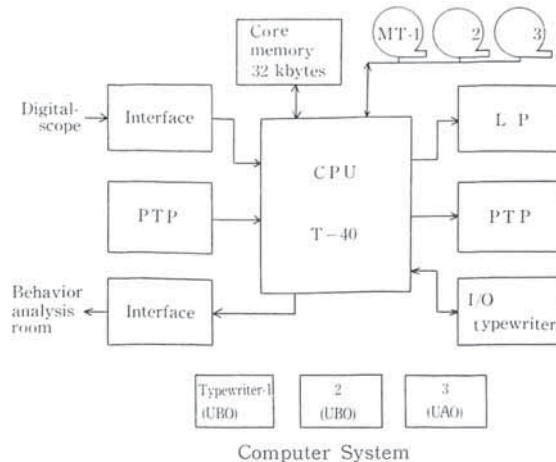 Core
memory
32 kbytes
MT-1
2
3
Digital-
scope
Interface
CPU
T-40
L P
PTP
PTP
Behavior
analysis
room
Interface
I/O
typewriter
Typewriter-1
(UBO)
2
(UBO)
3
(UAO)
Computer System